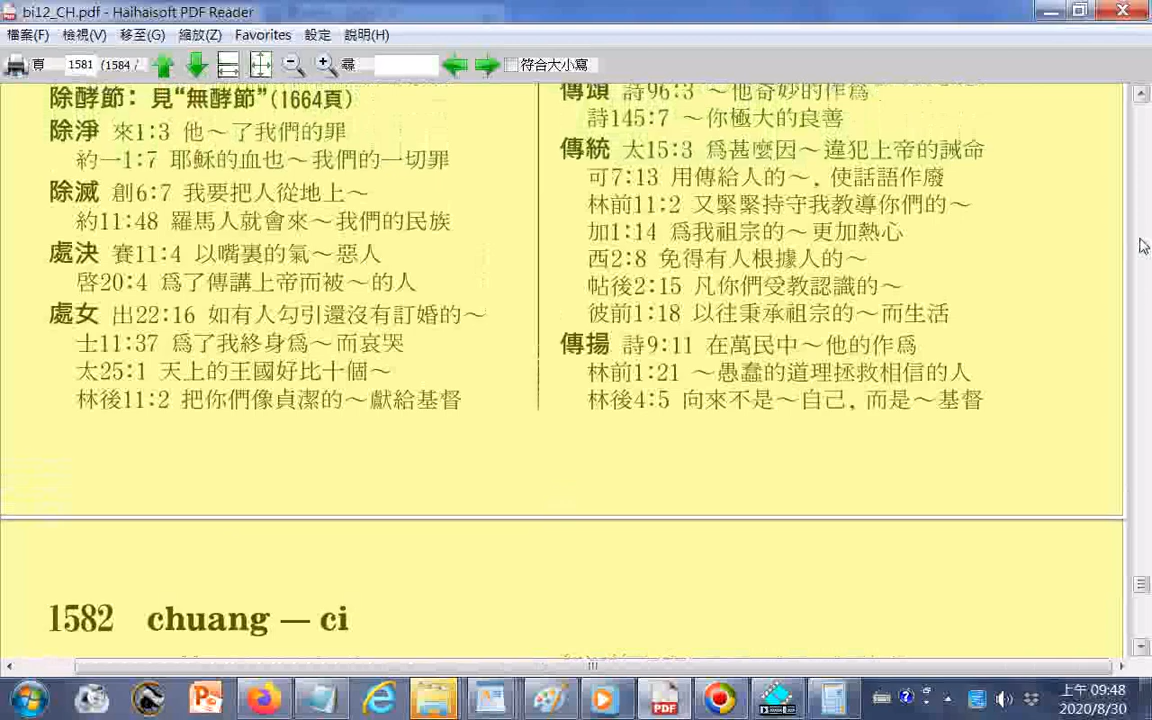 bi12_CH.pdf - Haihaisoft PDF Reader
檔案(F) 檢視(V) 移至(G) 縮放(Z) Favorites 設定 說明(H)
頁 1581 (1584 / 尋 符合大小寫
除酵節：見“無酵節”(1664頁)
除淨 來1:3 他～了我們的罪
約一1:7 耶穌的血也～我們的一切罪
除滅 創6:7 我要把人從地上～
約11:48 羅馬人就會來～我們的民族
處決 賽11:4 以嘴裏的氣～惡人
啓20:4 爲了傳講上帝而被～的人
處女 出22:16 如有人勾引還沒有訂婚的～
士11:37 爲了我終身爲～而哀哭
太25:1 天上的王國好比十個～
林後11:2 把你們像貞潔的～獻給基督
傳頌 詩96:3 ～他奇妙的作爲
詩145:7 ～你極大的良善
傳統 太15:3 爲甚麼因～違犯上帝的誡命
可7:13 用傳給人的～，使話語作廢
林前11:2 又緊緊持守我教導你們的～
加1:14 爲我祖宗的～更加熱心
西2:8 免得有人根據人的～
帖後2:15 凡你們受教認識的～
彼前1:18 以往秉承祖宗的～而生活
傳揚 詩9:11 在萬民中～他的作爲
林前1:21 ～愚蠢的道理拯救相信的人
林後4:5 向來不是～自己，而是～基督
1582 chuang — ci
上午 09:48
2020/8/30